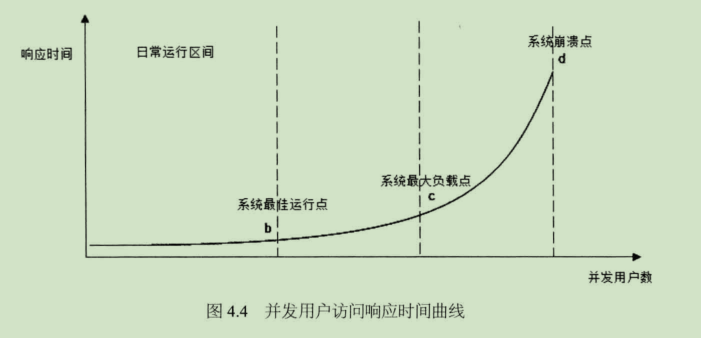 系统崩溃点
d
响应时间
日常运行区间
系统最大负载点
c
系统最佳运行点
b
并发用户数
图 4.4 并发用户访问响应时间曲线